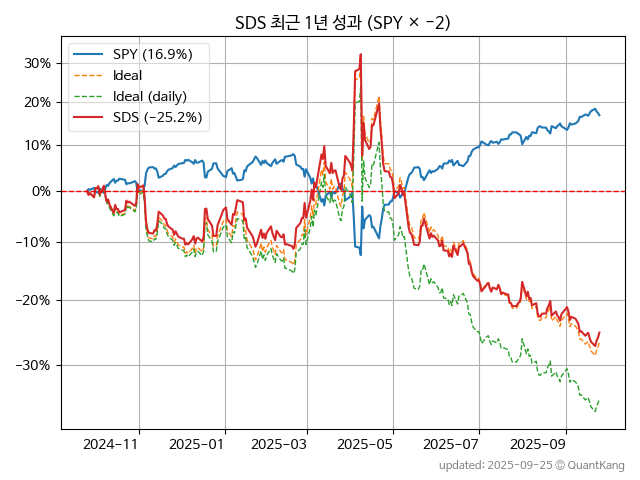 SDS 최근 1년 성과 (SPY × −2)
SPY (16.9%)
Ideal
Ideal (daily)
SDS (−25.2%)
30%
20%
10%
0%
−10%
−20%
−30%
2024-11 2025-01 2025-03 2025-05 2025-07 2025-09
updated: 2025-09-25 © QuantKang